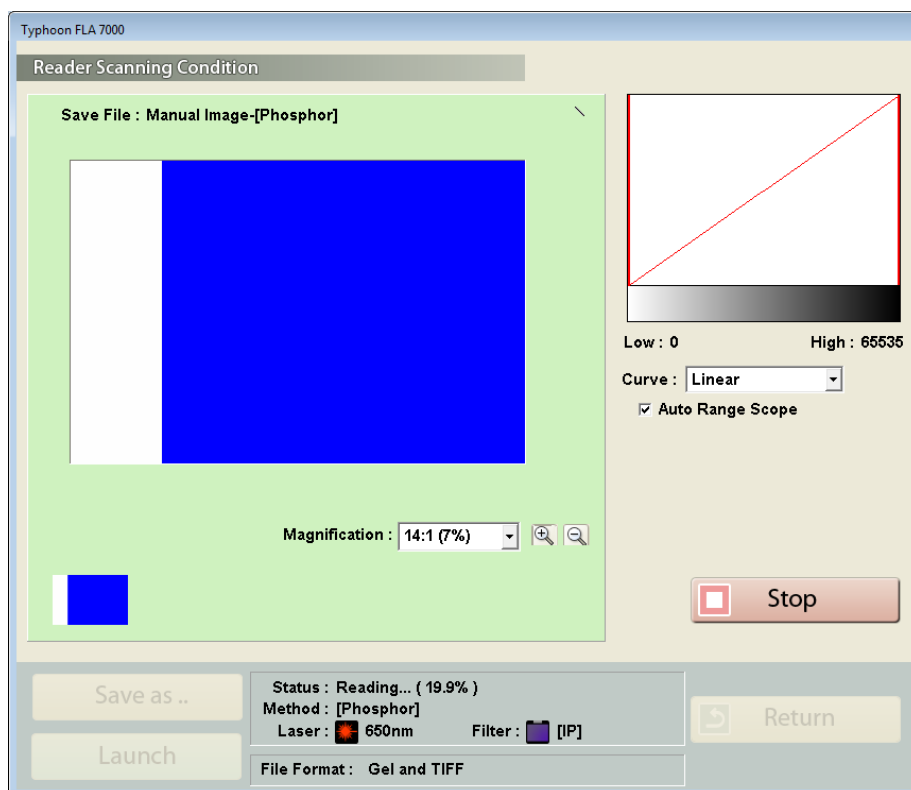 Typhoon FLA 7000
Reader Scanning Condition
Save File : Manual Image-[Phosphor]
Low : 0
High : 65535
Curve : Linear
Auto Range Scope
Magnification : 14:1 (7%)
Stop
Save as ..
Launch
Status : Reading... ( 19.9% )
Method : [Phosphor]
Laser : 650nm Filter : [IP]
File Format : Gel and TIFF
Return